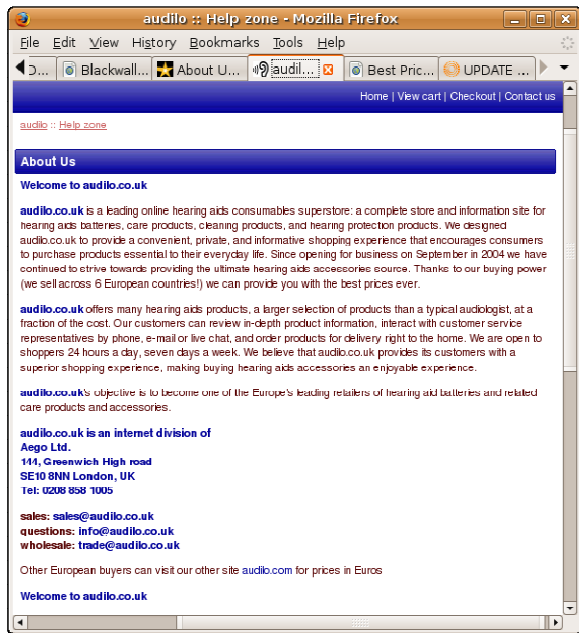 audilo :: Help zone - Mozilla Firefox
File Edit View History Bookmarks Tools Help
D... Blackwall... About U... audil... Best Pric... UPDATE ...
Home | View cart | Checkout | Contact us
audilo :: Help zone
About Us
Welcome to audilo.co.uk
audilo.co.uk is a leading online hearing aids consumables superstore: a complete store and information site for
hearing aids batteries, care products, cleaning products, and hearing protection products. We designed
audilo.co.uk to provide a convenient, private, and informative shopping experience that encourages consumers
to purchase products essential to their everyday life. Since opening for business on September in 2004 we have
continued to strive towards providing the ultimate hearing aids accessories source. Thanks to our buying power
(we sell across 6 European countries!) we can provide you with the best prices ever.
audilo.co.uk offers many hearing aids products, a larger selection of products than a typical audiologist, at a
fraction of the cost. Our customers can review in-depth product information, interact with customer service
representatives by phone, e-mail or live chat, and order products for delivery right to the home. We are open to
shoppers 24 hours a day, seven days a week. We believe that audilo.co.uk provides its customers with a
superior shopping experience, making buying hearing aids accessories an enjoyable experience.
audilo.co.uk's objective is to become one of the Europe's leading retailers of hearing aid batteries and related
care products and accessories.
audilo.co.uk is an internet division of
Aego Ltd.
144, Greenwich High road
SE10 8NN London, UK
Tel: 0208 858 1005
sales: sales@audilo.co.uk
questions: info@audilo.co.uk
wholesale: trade@audilo.co.uk
Other European buyers can visit our other site audilo.com for prices in Euros
Welcome to audilo.co.uk